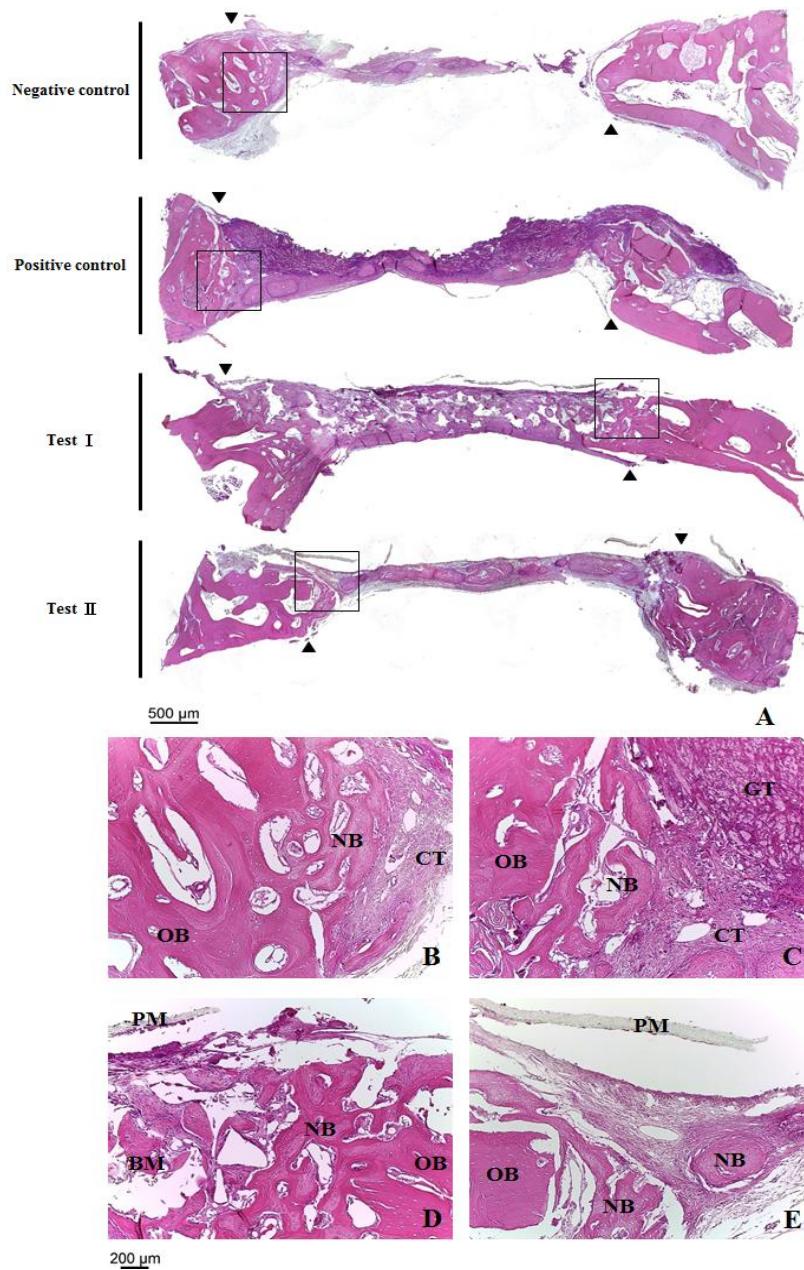 Negative control
Positive control
Test Ⅰ
Test Ⅱ
500 µm
A
NB
CT
OB
B
GT
OB
NB
CT
C
PM
NB
BM
OB
D
PM
NB
OB
NB
E
200 µm